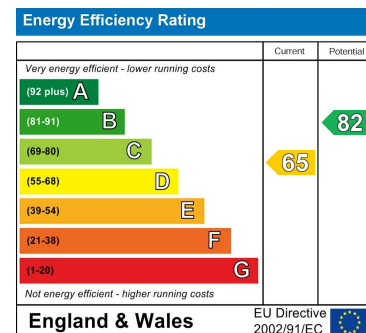 Energy Efficiency Rating
Current Potential
Very energy efficient - lower running costs
(92 plus) A
(81-91) B
82
(69-80) C
65
(55-68) D
(39-54) E
(21-38) F
(1-20) G
Not energy efficient - higher running costs
England & Wales
EU Directive
2002/91/EC